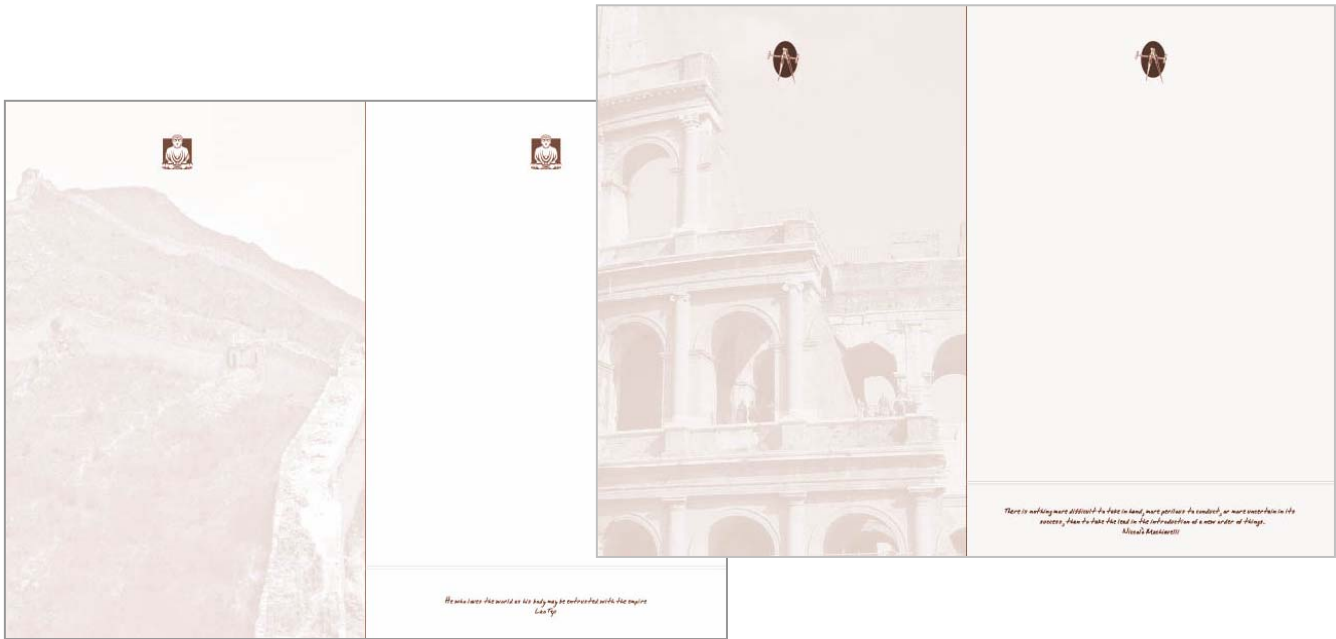 There is nothing more difficult to take in hand, more perilous to conduct, or more uncertain in its
success, than to take the lead in the introduction of a new order of things.
Niccolo Machiavelli
He who loves the world as his body may be entrusted with the empire
Lao Tse